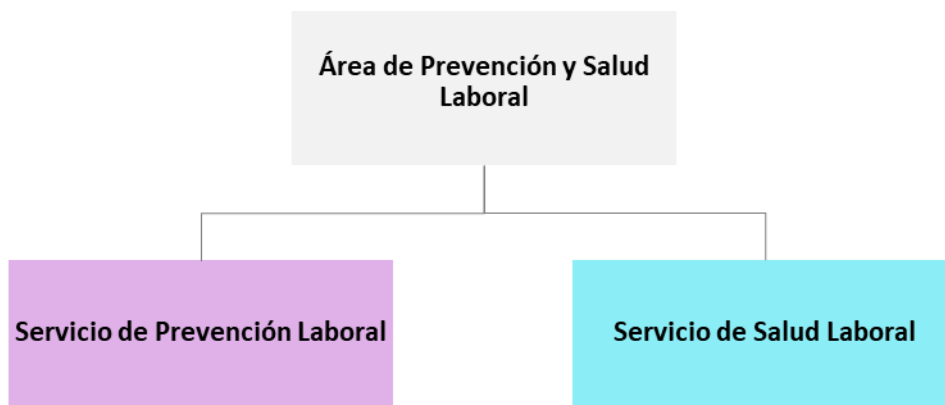 Área de Prevención y Salud
Laboral
Servicio de Prevención Laboral
Servicio de Salud Laboral